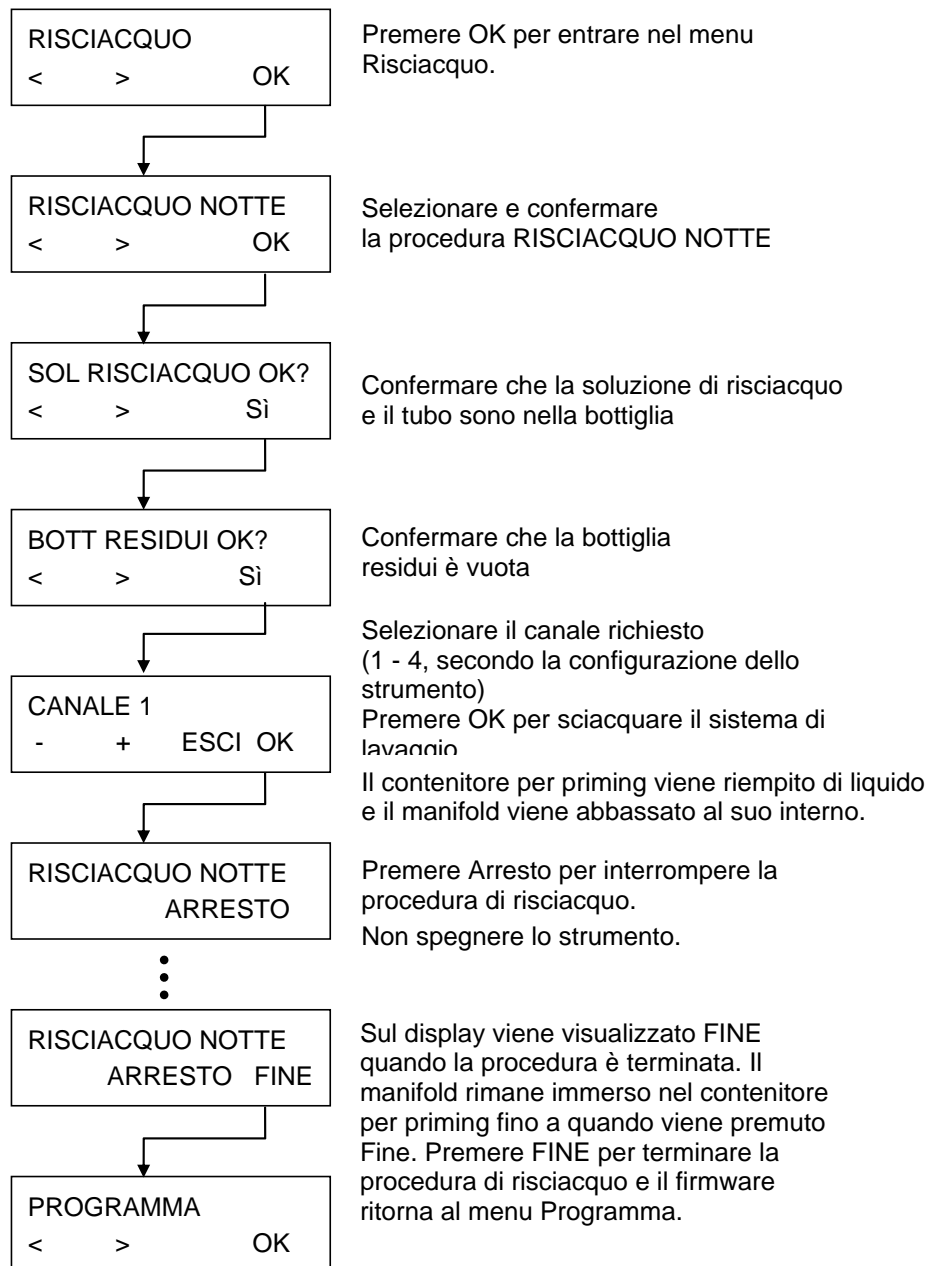 RISCIACQUO
< > OK
Premere OK per entrare nel menu
Risciacquo.
RISCIACQUO NOTTE
< > OK
Selezionare e confermare
la procedura RISCIACQUO NOTTE
SOL RISCIACQUO OK?
< > Sì
Confermare che la soluzione di risciacquo
e il tubo sono nella bottiglia
BOTT RESIDUI OK?
< > Sì
Confermare che la bottiglia
residui è vuota
CANALE 1
- + ESCI OK
Selezionare il canale richiesto
(1 - 4, secondo la configurazione dello
strumento)
Premere OK per sciacquare il sistema di
lavaggio
Il contenitore per priming viene riempito di liquido
e il manifold viene abbassato al suo interno.
RISCIACQUO NOTTE
ARRESTO
Premere Arresto per interrompere la
procedura di risciacquo.
Non spegnere lo strumento.
RISCIACQUO NOTTE
ARRESTO FINE
Sul display viene visualizzato FINE
quando la procedura è terminata. Il
manifold rimane immerso nel contenitore
per priming fino a quando viene premuto
Fine. Premere FINE per terminare la
procedura di risciacquo e il firmware
ritorna al menu Programma.
PROGRAMMA
< > OK